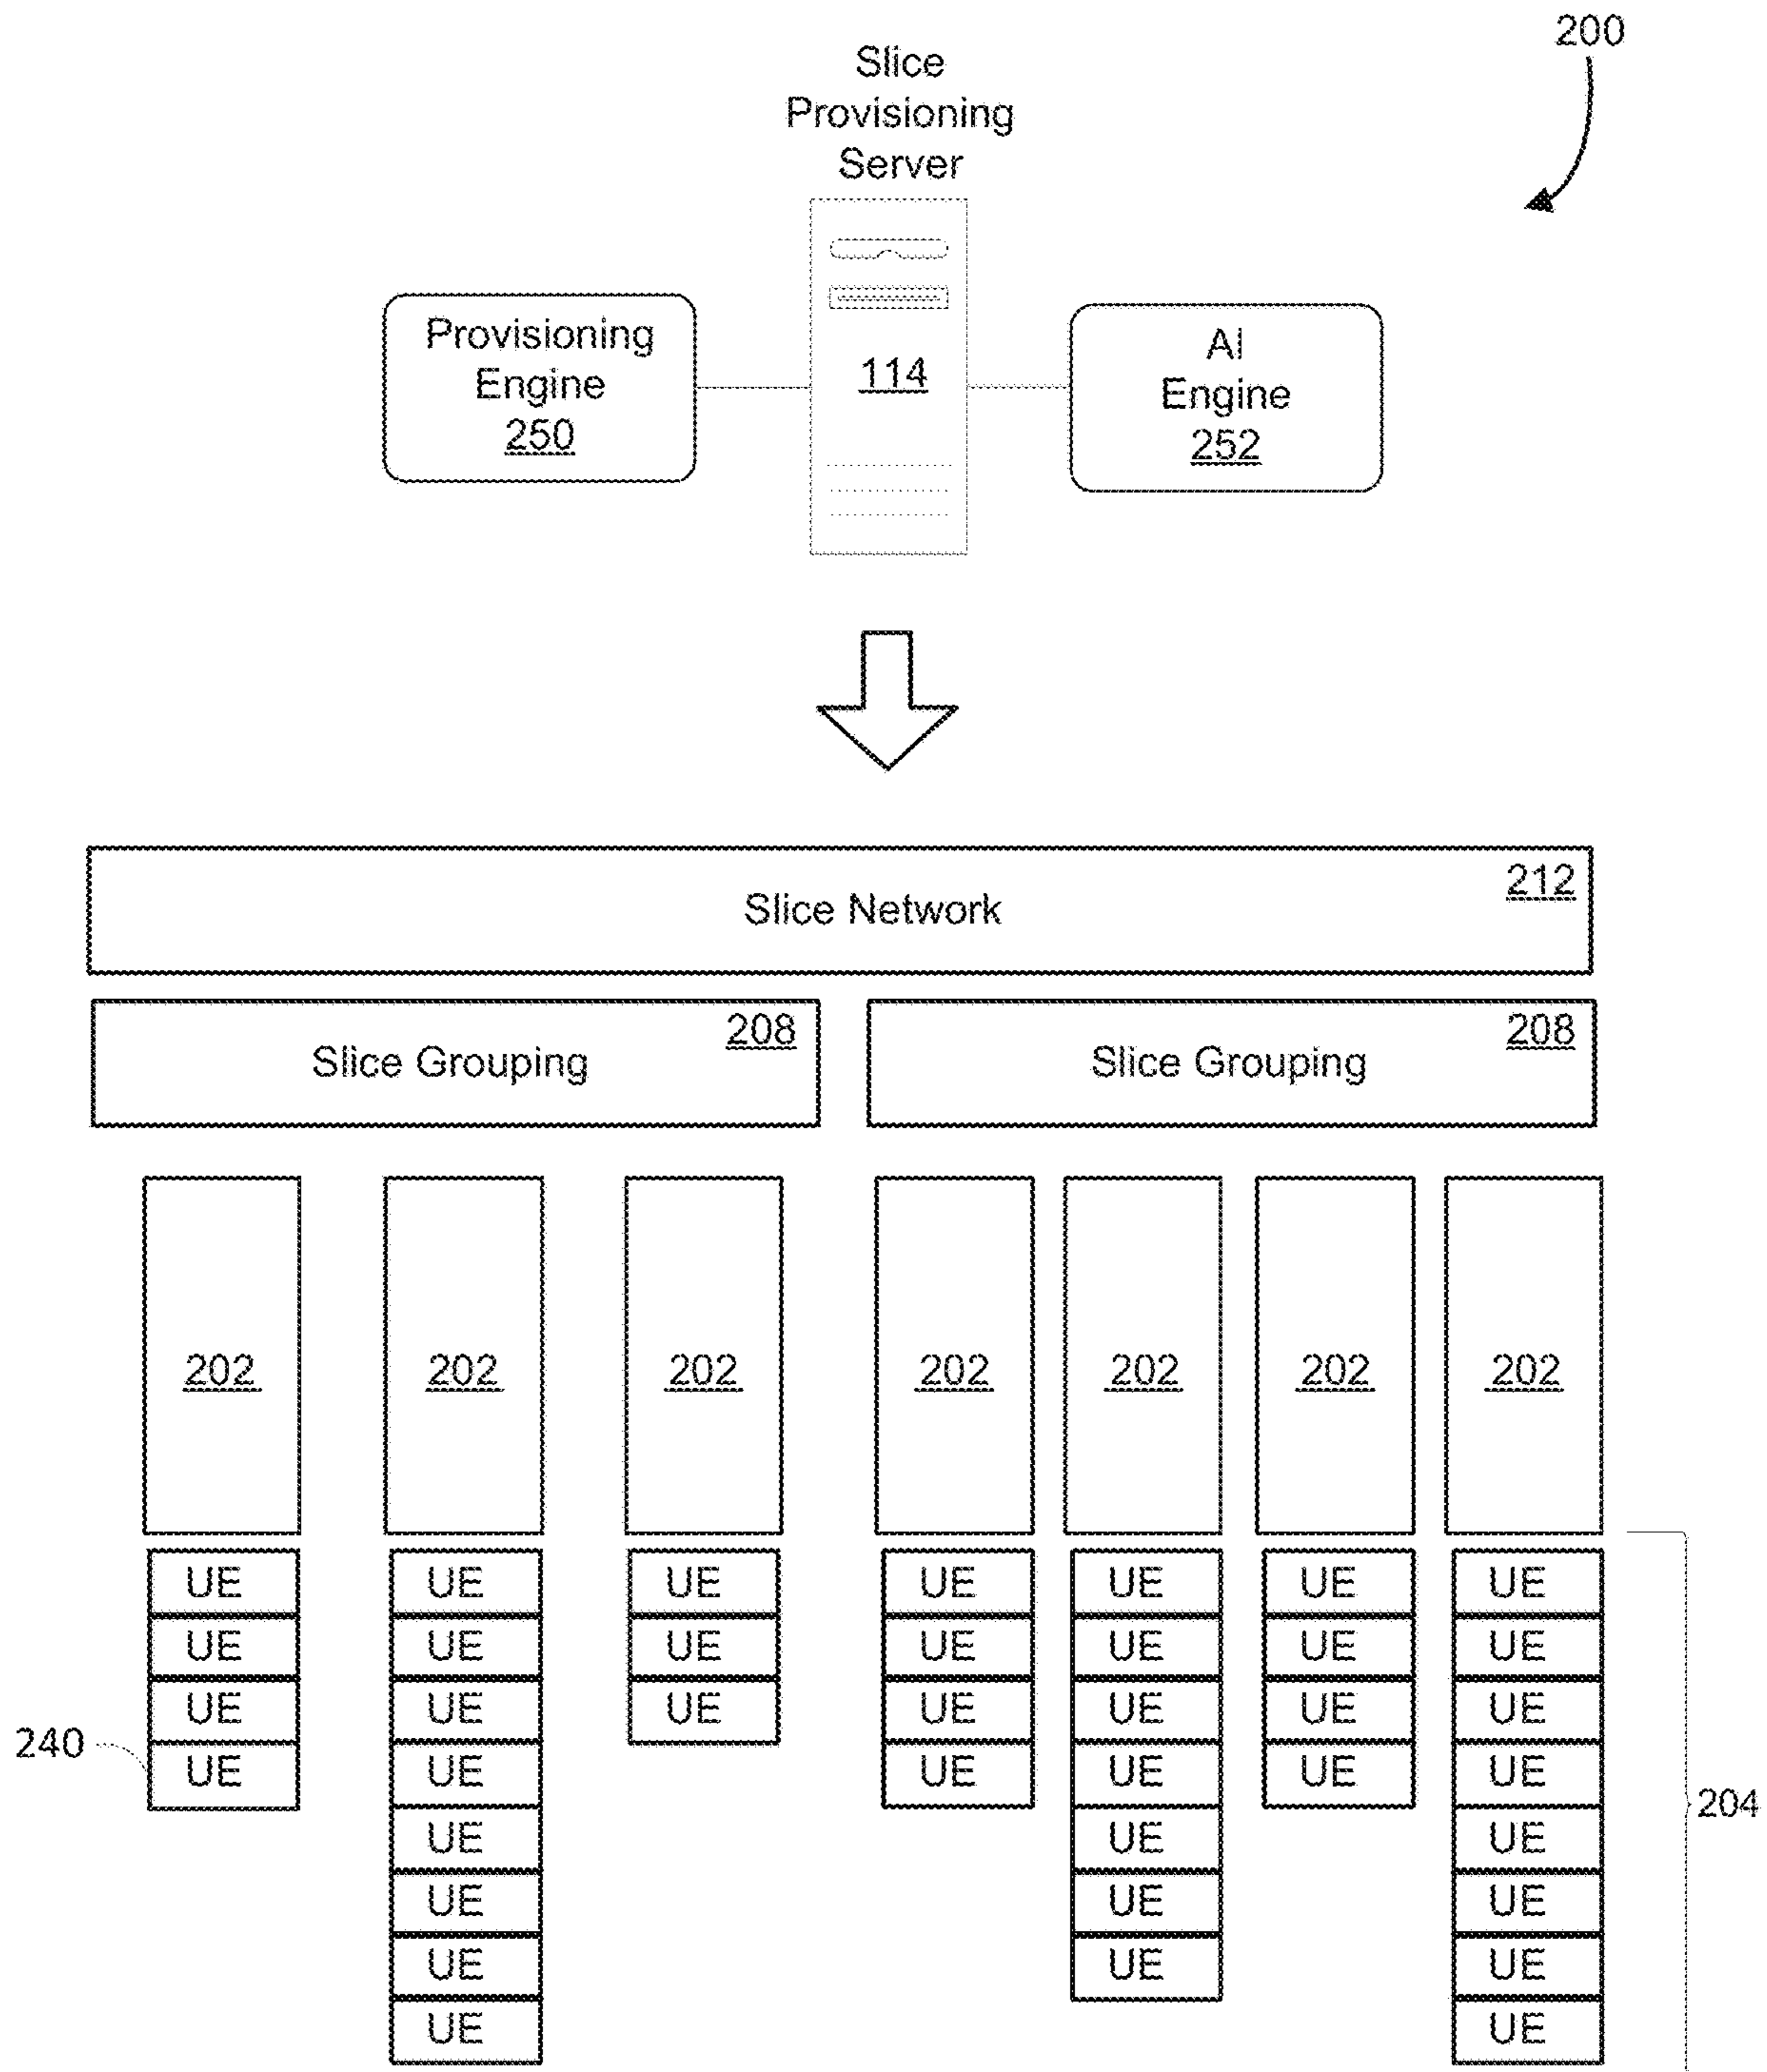 200
Slice
Provisioning
Server
Provisioning
Engine
250
114
AI
Engine
252
212
Slice Network
208
Slice Grouping
208
Slice Grouping
202 202 202 202 202 202 202
UE UE UE UE UE UE UE
UE UE UE UE UE UE UE
UE UE UE UE UE UE UE
240
UE UE UE UE UE UE
204
UE UE UE
UE UE UE
UE UE UE
UE UE